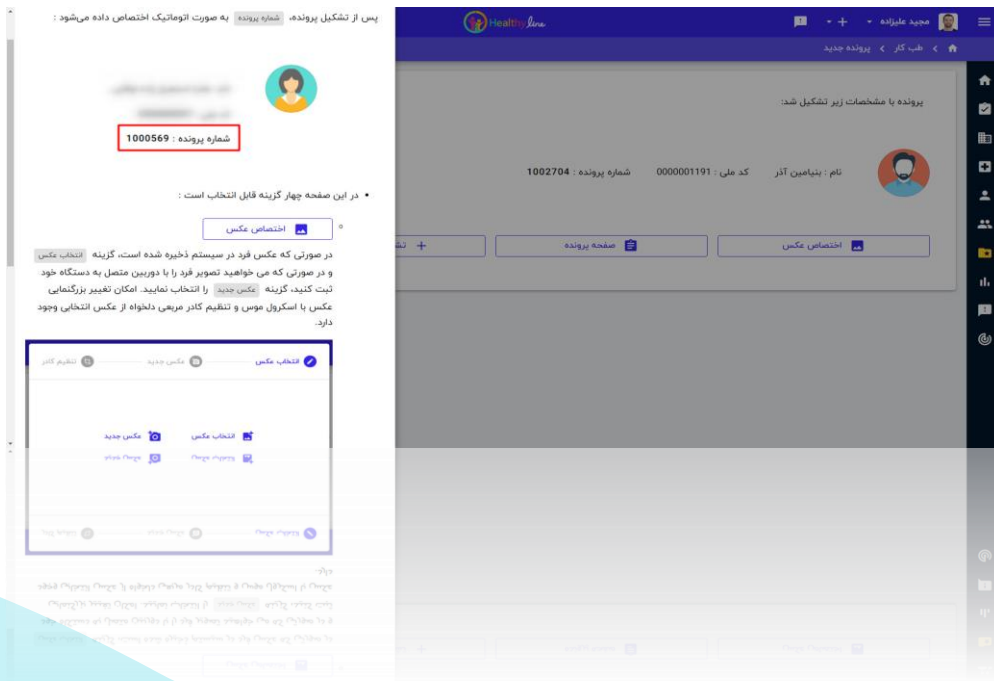 پس از تشکیل پرونده، شماره پرونده به صورت اتوماتیک اختصاص داده می‌شود :
شماره پرونده : 1000569
در این صفحه چهار گزینه قابل انتخاب است :
اختصاص عکس
در صورتی که عکس فرد در سیستم ذخیره شده است، گزینه انتخاب عکس
و در صورتی که می خواهید تصویر فرد را با دوربین متصل به دستگاه خود
ثبت کنید، گزینه عکس جدید را انتخاب نمایید. امکان تغییر بزرگنمایی
عکس با اسکرول موس و تنظیم کادر مربعی دلخواه از عکس انتخابی وجود
دارد.
انتخاب عکس عکس جدید تنظیم کادر
انتخاب عکس عکس جدید
مجید علیزاده
Healthy line
طب کار › پرونده جدید
پرونده با مشخصات زیر تشکیل شد:
نام : بنیامین آذر کد ملی : 0000001191 شماره پرونده : 1002704
اختصاص عکس صفحه پرونده